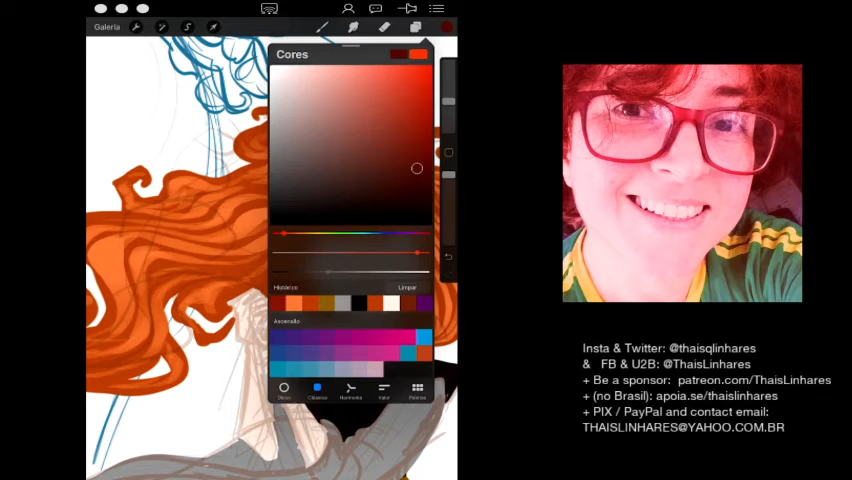 Galeria
Cores
Histórico
Limpar
Ascensão
Disco
Clássico
Harmonia
Valor
Paletas
Insta & Twitter: @thaisqlinhares
& FB & U2B: @ThaisLinhares
+ Be a sponsor: patreon.com/ThaisLinhares
+ (no Brasil): apoia.se/thaislinhares
+ PIX / PayPal and contact email:
THAISLINHARES@YAHOO.COM.BR